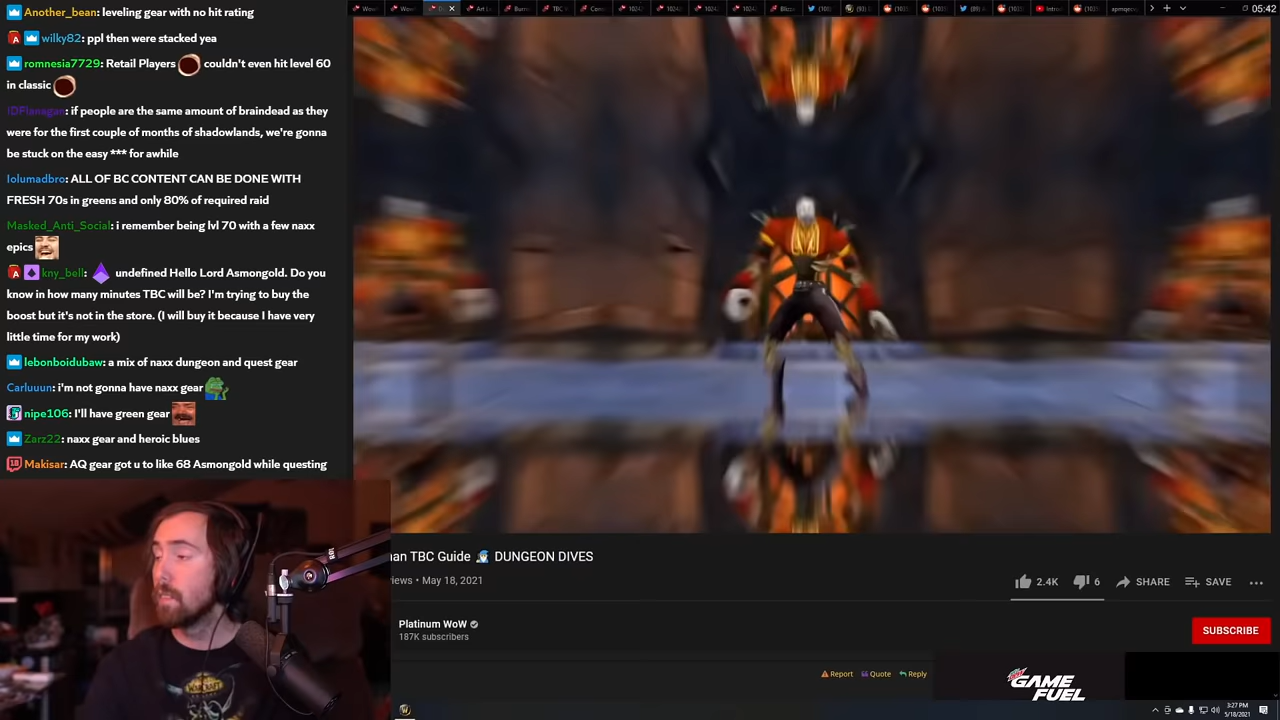 Another_bean: leveling gear with no hit rating
wilky82: ppl then were stacked yea
romnesia7729: Retail Players couldn't even hit level 60
in classic
IDFlanagan: if people are the same amount of braindead as they
were for the first couple of months of shadowlands, we're gonna
be stuck on the easy *** for awhile
lolumadbro: ALL OF BC CONTENT CAN BE DONE WITH
FRESH 70s in greens and only 80% of required raid
Masked_Anti_Social: i remember being lvl 70 with a few naxx
epics
kny_bell: undefined Hello Lord Asmongold. Do you
know in how many minutes TBC will be? I'm trying to buy the
boost but it's not in the store. (I will buy it because I have very
little time for my work)
lebonboidubaw: a mix of naxx dungeon and quest gear
Carluuun: i'm not gonna have naxx gear
nipe106: I'll have green gear
Zarz22: naxx gear and heroic blues
Makisar: AQ gear got u to like 68 Asmongold while questing
05:42
an TBC Guide DUNGEON DIVES
iews • May 18, 2021
2.4K 6 SHARE SAVE
Platinum WoW
187K subscribers
SUBSCRIBE
Report Quote Reply
GAME
FUEL
3:27 PM
5/18/2021